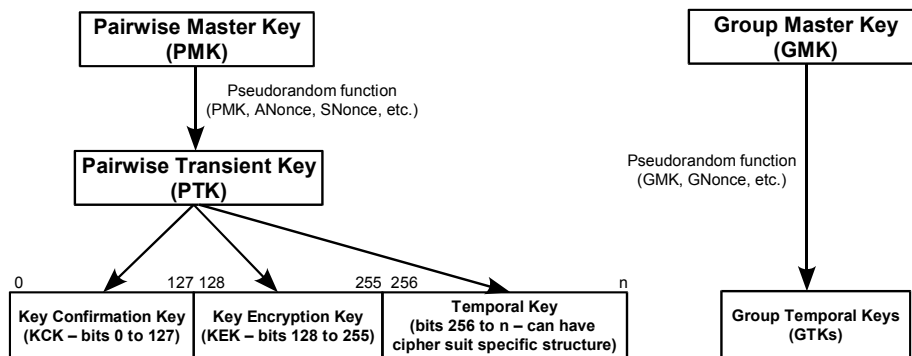 Pairwise Master Key
(PMK)
Pseudorandom function
(PMK, ANonce, SNonce, etc.)
Pairwise Transient Key
(PTK)
0
127
128
255
256
n
Key Confirmation Key
(KCK – bits 0 to 127)
Key Encryption Key
(KEK – bits 128 to 255)
Temporal Key
(bits 256 to n – can have
cipher suit specific structure)
Group Master Key
(GMK)
Pseudorandom function
(GMK, GNonce, etc.)
Group Temporal Keys
(GTKs)